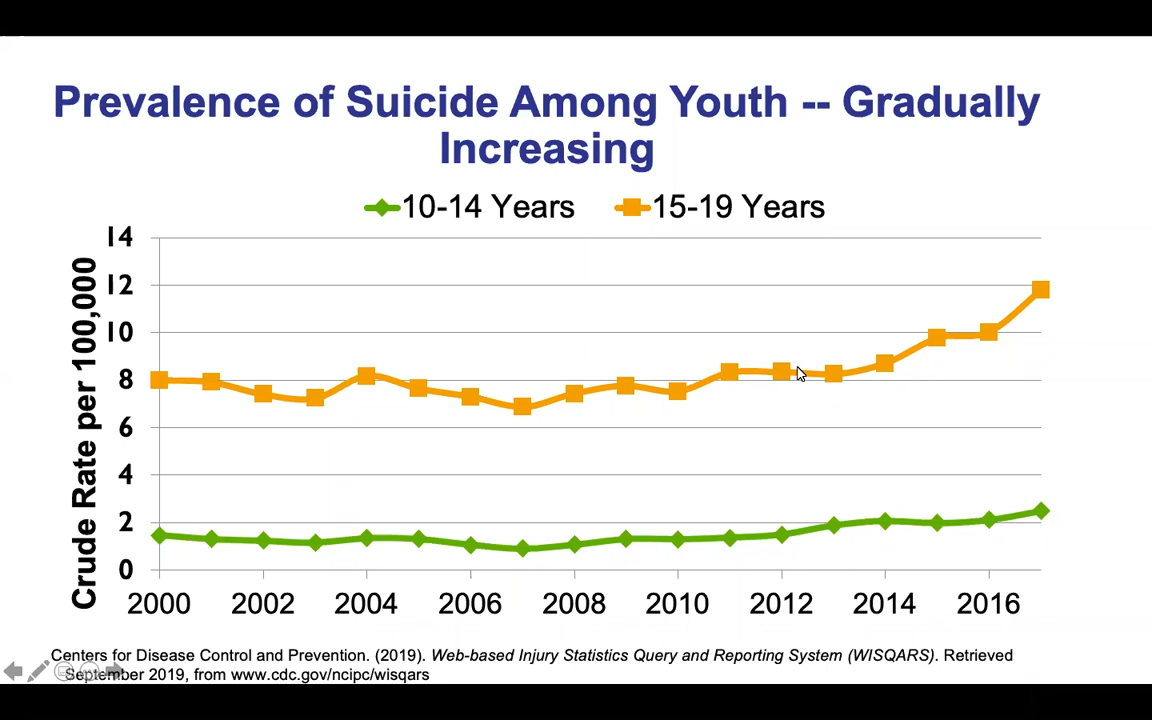 Prevalence of Suicide Among Youth -- Gradually
Increasing
10-14 Years
15-19 Years
14
12
10
8
6
4
2
0
Crude Rate per 100,000
2000 2002 2004 2006 2008 2010 2012 2014 2016
Centers for Disease Control and Prevention. (2019). Web-based Injury Statistics Query and Reporting System (WISQARS). Retrieved
September 2019, from www.cdc.gov/ncipc/wisqars